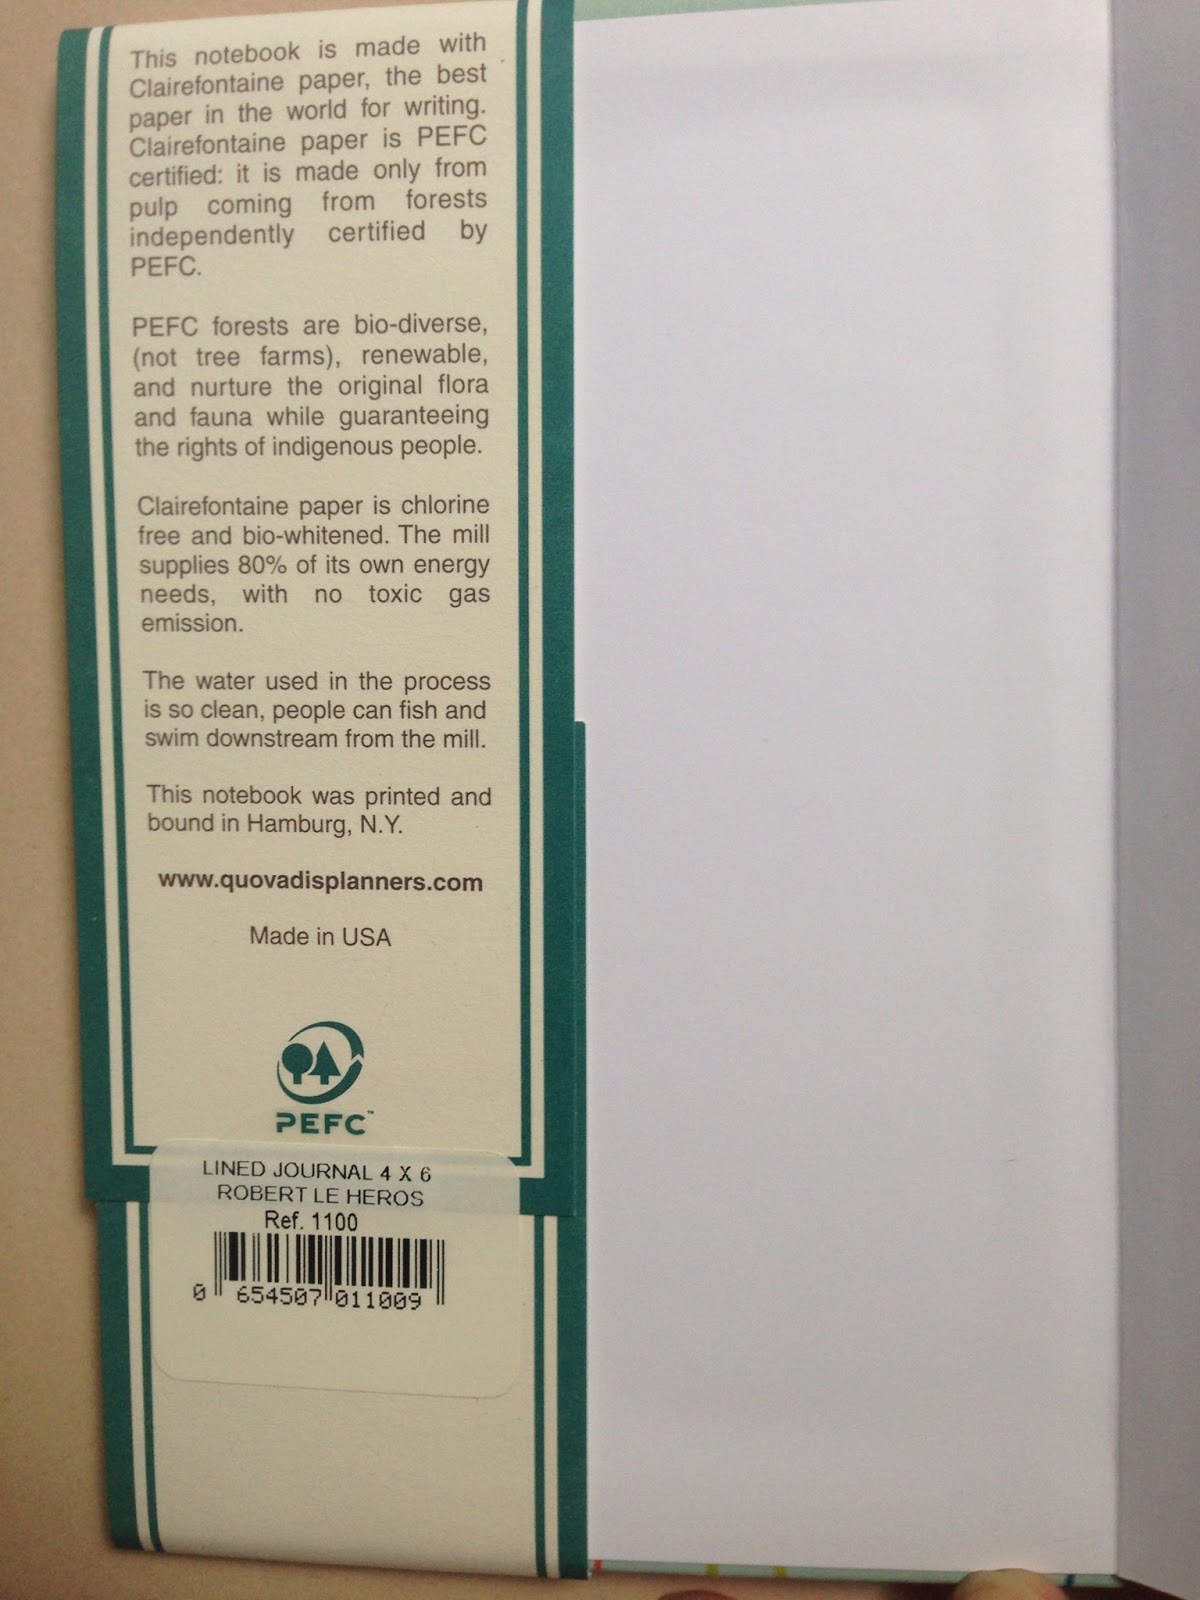 This notebook is made with
Clairefontaine paper, the best
paper in the world for writing.
Clairefontaine paper is PEFC
certified: it is made only from
pulp coming from forests
independently certified by
PEFC.
PEFC forests are bio-diverse,
(not tree farms), renewable,
and nurture the original flora
and fauna while guaranteeing
the rights of indigenous people.
Clairefontaine paper is chlorine
free and bio-whitened. The mill
supplies 80% of its own energy
needs, with no toxic gas
emission.
The water used in the process
is so clean, people can fish and
swim downstream from the mill.
This notebook was printed and
bound in Hamburg, N.Y.
www.quovadisplanners.com
Made in USA
PEFC™
LINED JOURNAL 4 X 6
ROBERT LE HEROS
Ref. 1100
0 654507 011009